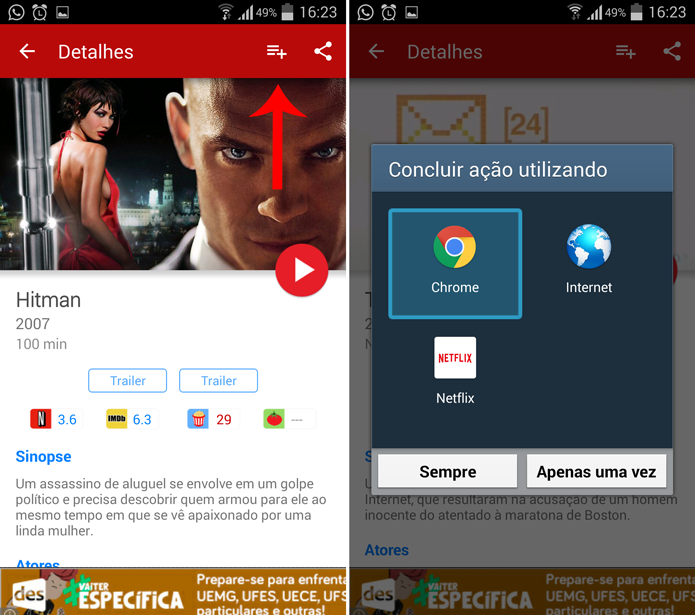 49% 16:23
Detalhes
Hitman
2007
100 min
Trailer Trailer
N 3.6 IMDb 6.3 29 ---
Sinopse
Um assassino de aluguel se envolve em um golpe
político e precisa descobrir quem armou para ele ao
mesmo tempo em que se vê apaixonado por uma
linda mulher.
Atores
des
VAITER
ESPECÍFICA
Prepare-se para enfrenta
UEMG, UFES, UECE, UFS
particulares e outras!
49% 16:23
Detalhes
[24]
Concluir ação utilizando
Chrome
Internet
NETFLIX
Netflix
Sempre
Apenas uma vez
Internet, que resultaram na acusação de um homem
inocente do atentado à maratona de Boston.
Atores
des
VAITER
ESPECÍFICA
Prepare-se para enfrenta
UEMG, UFES, UECE, UFS
particulares e outras!